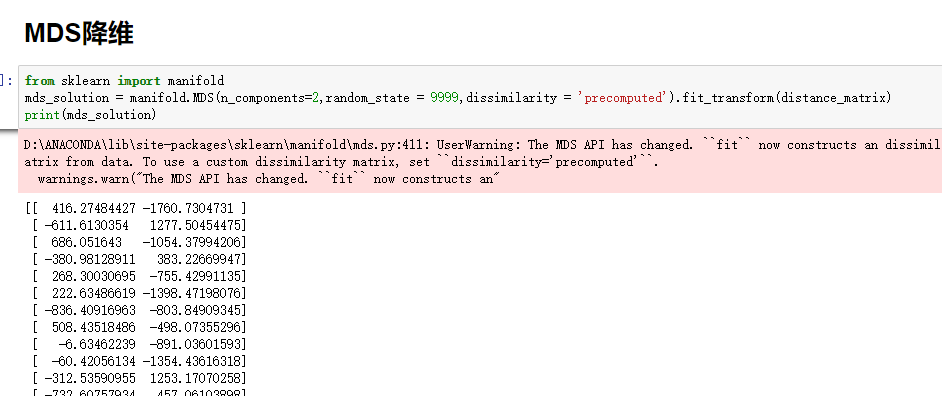 MDS降维
]:
from sklearn import manifold
mds_solution = manifold.MDS(n_components=2,random_state = 9999,dissimilarity = 'precomputed').fit_transform(distance_matrix)
print(mds_solution)
D:\ANACONDA\lib\site-packages\sklearn\manifold\mds.py:411: UserWarning: The MDS API has changed. ``fit`` now constructs an dissimil
atrix from data. To use a custom dissimilarity matrix, set ``dissimilarity='precomputed'``.
warnings.warn("The MDS API has changed. ``fit`` now constructs an"
[[ 416.27484427 -1760.7304731 ]
[ -611.6130354 1277.50454475]
[ 686.051643 -1054.37994206]
[ -380.98128911 383.22669947]
[ 268.30030695 -755.42991135]
[ 222.63486619 -1398.47198076]
[ -836.40916963 -803.84909345]
[ 508.43518486 -498.07355296]
[ -6.63462239 -891.03601593]
[ -60.42056134 -1354.43616318]
[ -312.53590955 1253.17070258]
[ -732.60757934 457.06103898]